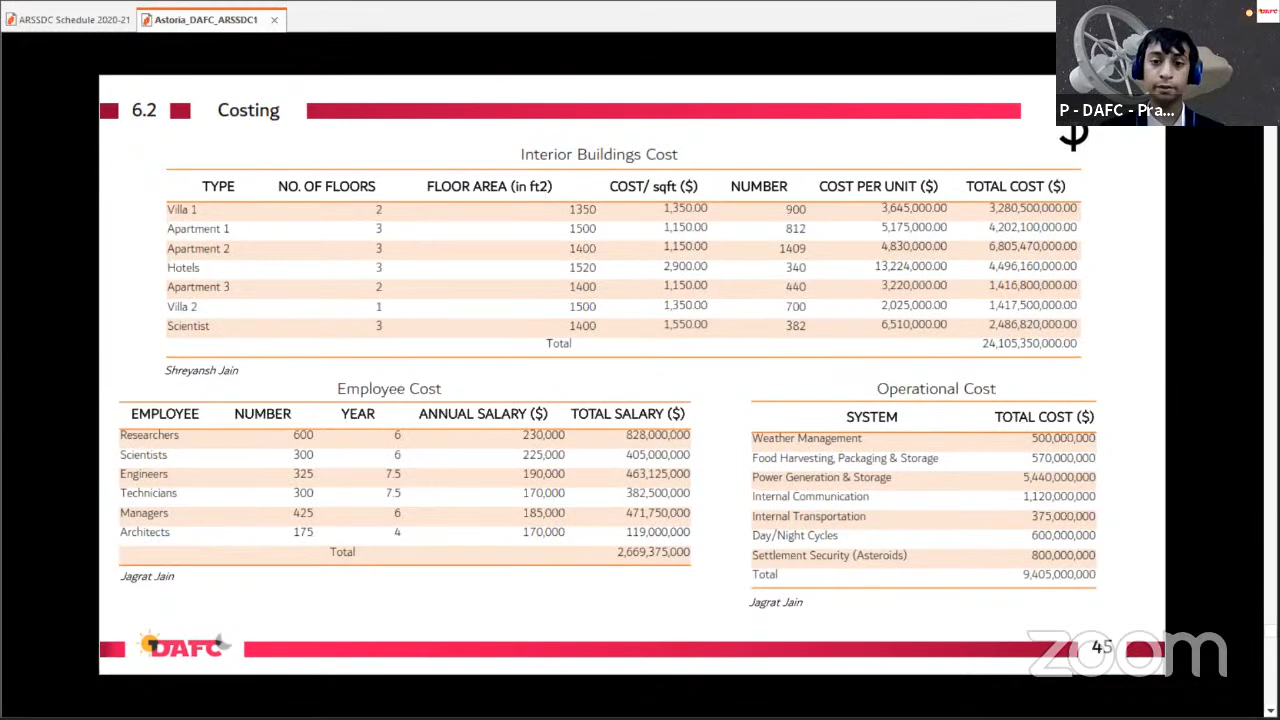 ARSSDC Schedule 2020-21
Astoria_DAFC_ARSSDC1
P - DAFC - Pra...
6.2 Costing
$
Interior Buildings Cost
TYPE NO. OF FLOORS FLOOR AREA (in ft2) COST/ sqft ($) NUMBER COST PER UNIT ($) TOTAL COST ($)
Villa 1 2 1350 1,350.00 900 3,645,000.00 3,280,500,000.00
Apartment 1 3 1500 1,150.00 812 5,175,000.00 4,202,100,000.00
Apartment 2 3 1400 1,150.00 1409 4,830,000.00 6,805,470,000.00
Hotels 3 1520 2,900.00 340 13,224,000.00 4,496,160,000.00
Apartment 3 2 1400 1,150.00 440 3,220,000.00 1,416,800,000.00
Villa 2 1 1500 1,350.00 700 2,025,000.00 1,417,500,000.00
Scientist 3 1400 1,550.00 382 6,510,000.00 2,486,820,000.00
Total 24,105,350,000.00
Shreyansh Jain
Employee Cost
EMPLOYEE NUMBER YEAR ANNUAL SALARY ($) TOTAL SALARY ($)
Researchers 600 6 230,000 828,000,000
Scientists 300 6 225,000 405,000,000
Engineers 325 7.5 190,000 463,125,000
Technicians 300 7.5 170,000 382,500,000
Managers 425 6 185,000 471,750,000
Architects 175 4 170,000 119,000,000
Total 2,669,375,000
Jagrat Jain
Operational Cost
SYSTEM TOTAL COST ($)
Weather Management 500,000,000
Food Harvesting, Packaging & Storage 570,000,000
Power Generation & Storage 5,440,000,000
Internal Communication 1,120,000,000
Internal Transportation 375,000,000
Day/Night Cycles 600,000,000
Settlement Security (Asteroids) 800,000,000
Total 9,405,000,000
Jagrat Jain
DAFC
45
zoom